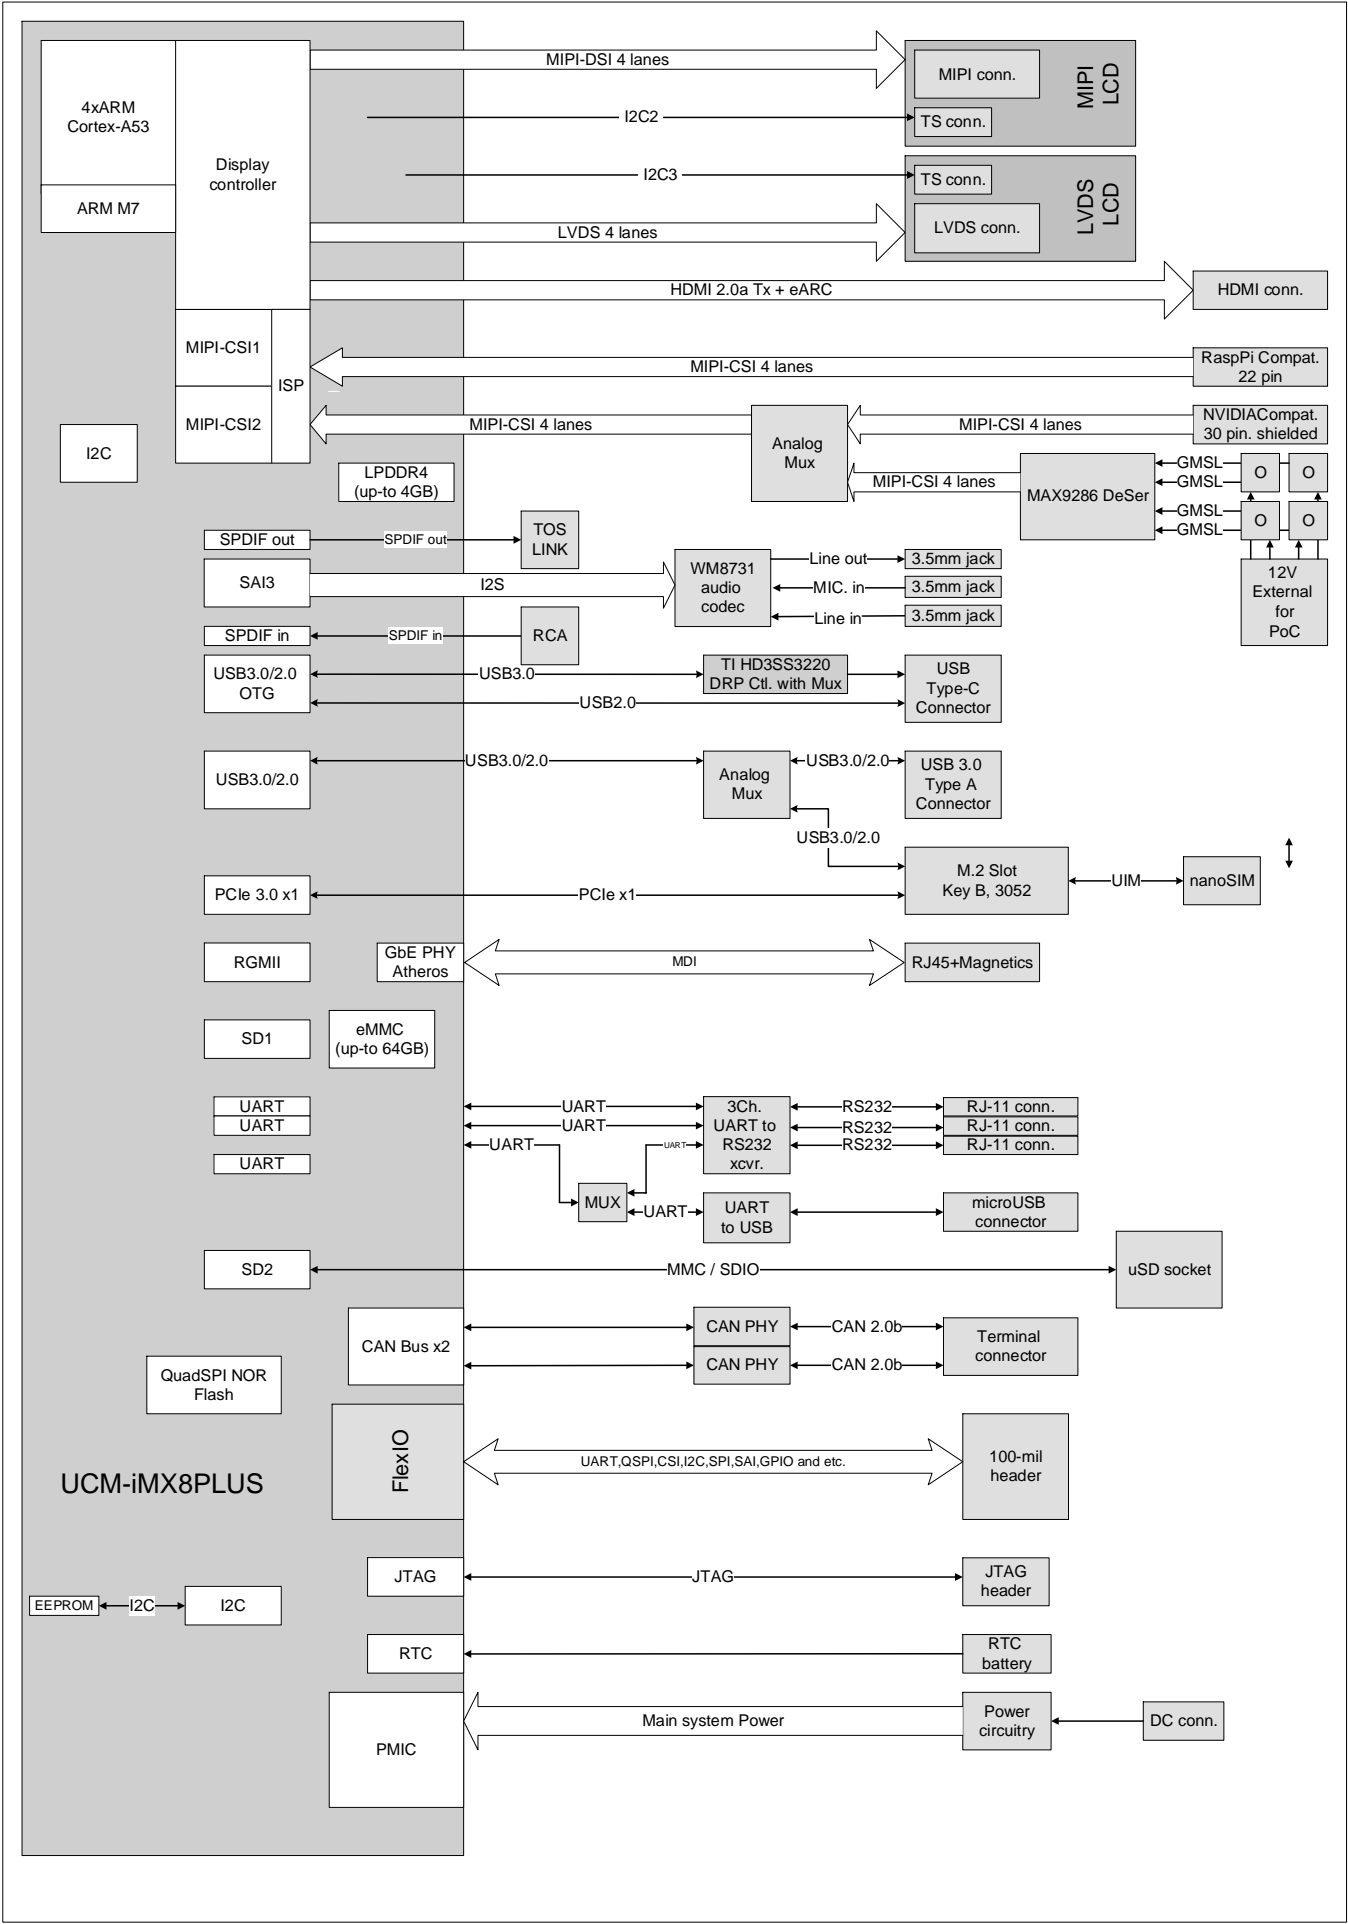 MIPI-DSI 4 lanes
MIPI conn.
MIPI
LCD
4xARM
Cortex-A53
I2C2
TS conn.
Display
controller
I2C3
TS conn.
LVDS
LCD
ARM M7
LVDS 4 lanes
LVDS conn.
HDMI 2.0a Tx + eARC
HDMI conn.
MIPI-CSI1
ISP
MIPI-CSI 4 lanes
RaspPi Compat.
22 pin
MIPI-CSI2
MIPI-CSI 4 lanes
Analog
Mux
MIPI-CSI 4 lanes
NVIDIACompat.
30 pin. shielded
I2C
LPDDR4
(up-to 4GB)
MIPI-CSI 4 lanes
MAX9286 DeSer
GMSL
GMSL
GMSL
GMSL
O
O
O
O
12V
External
for
PoC
SPDIF out
SPDIF out
TOS
LINK
SAI3
I2S
WM8731
audio
codec
Line out
3.5mm jack
MIC. in
3.5mm jack
Line in
3.5mm jack
SPDIF in
SPDIF in
RCA
USB3.0/2.0
OTG
USB3.0
TI HD3SS3220
DRP Ctl. with Mux
USB
Type-C
Connector
USB2.0
USB3.0/2.0
USB3.0/2.0
Analog
Mux
USB3.0/2.0
USB 3.0
Type A
Connector
USB3.0/2.0
PCIe 3.0 x1
PCIe x1
M.2 Slot
Key B, 3052
UIM
nanoSIM
RGMII
GbE PHY
Atheros
MDI
RJ45+Magnetics
SD1
eMMC
(up-to 64GB)
UART
UART
UART
UART
UART
UART
UART
3Ch.
UART to
RS232
xcvr.
RS232
RS232
RS232
RJ-11 conn.
RJ-11 conn.
RJ-11 conn.
MUX
UART
UART
to USB
microUSB
connector
SD2
MMC / SDIO
uSD socket
CAN Bus x2
CAN PHY
CAN 2.0b
CAN PHY
CAN 2.0b
Terminal
connector
QuadSPI NOR
Flash
FlexIO
UART,QSPI,CSI,I2C,SPI,SAI,GPIO and etc.
100-mil
header
UCM-iMX8PLUS
JTAG
JTAG
JTAG
header
EEPROM
I2C
I2C
RTC
RTC
battery
PMIC
Main system Power
Power
circuitry
DC conn.